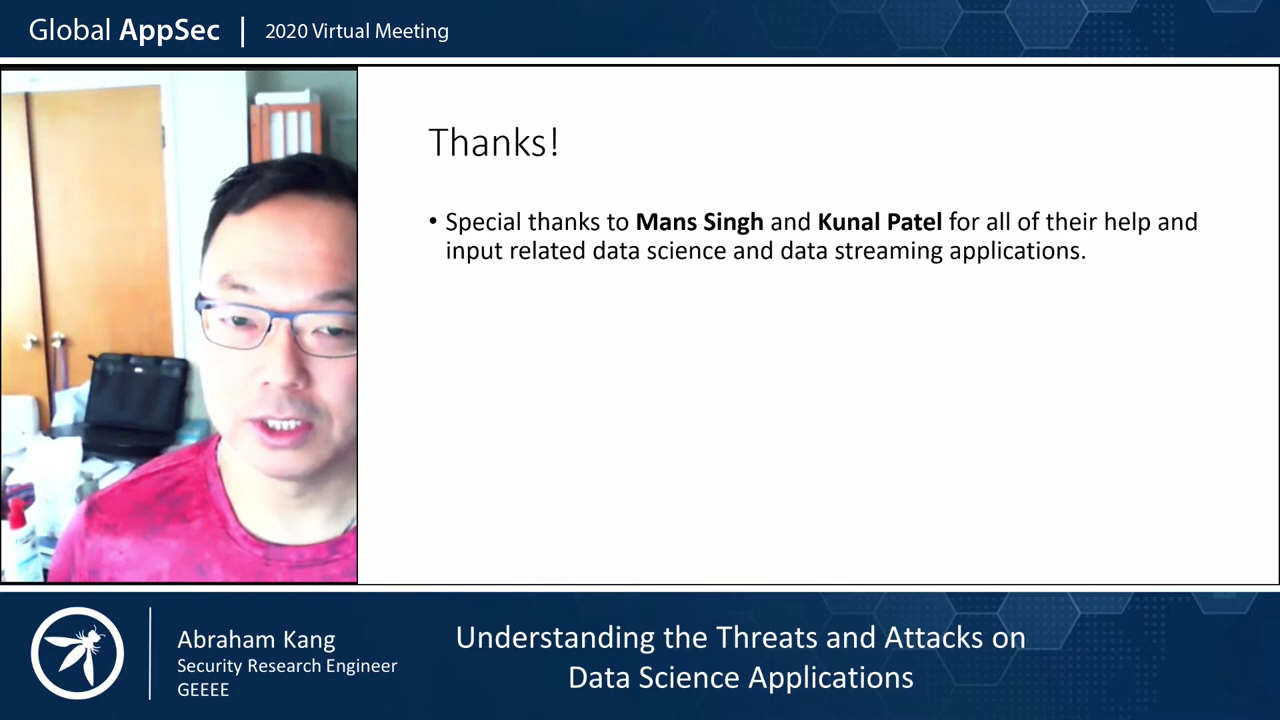 Global AppSec | 2020 Virtual Meeting
Thanks!
• Special thanks to Mans Singh and Kunal Patel for all of their help and
input related data science and data streaming applications.
Abraham Kang
Security Research Engineer
GEEEE
Understanding the Threats and Attacks on
Data Science Applications